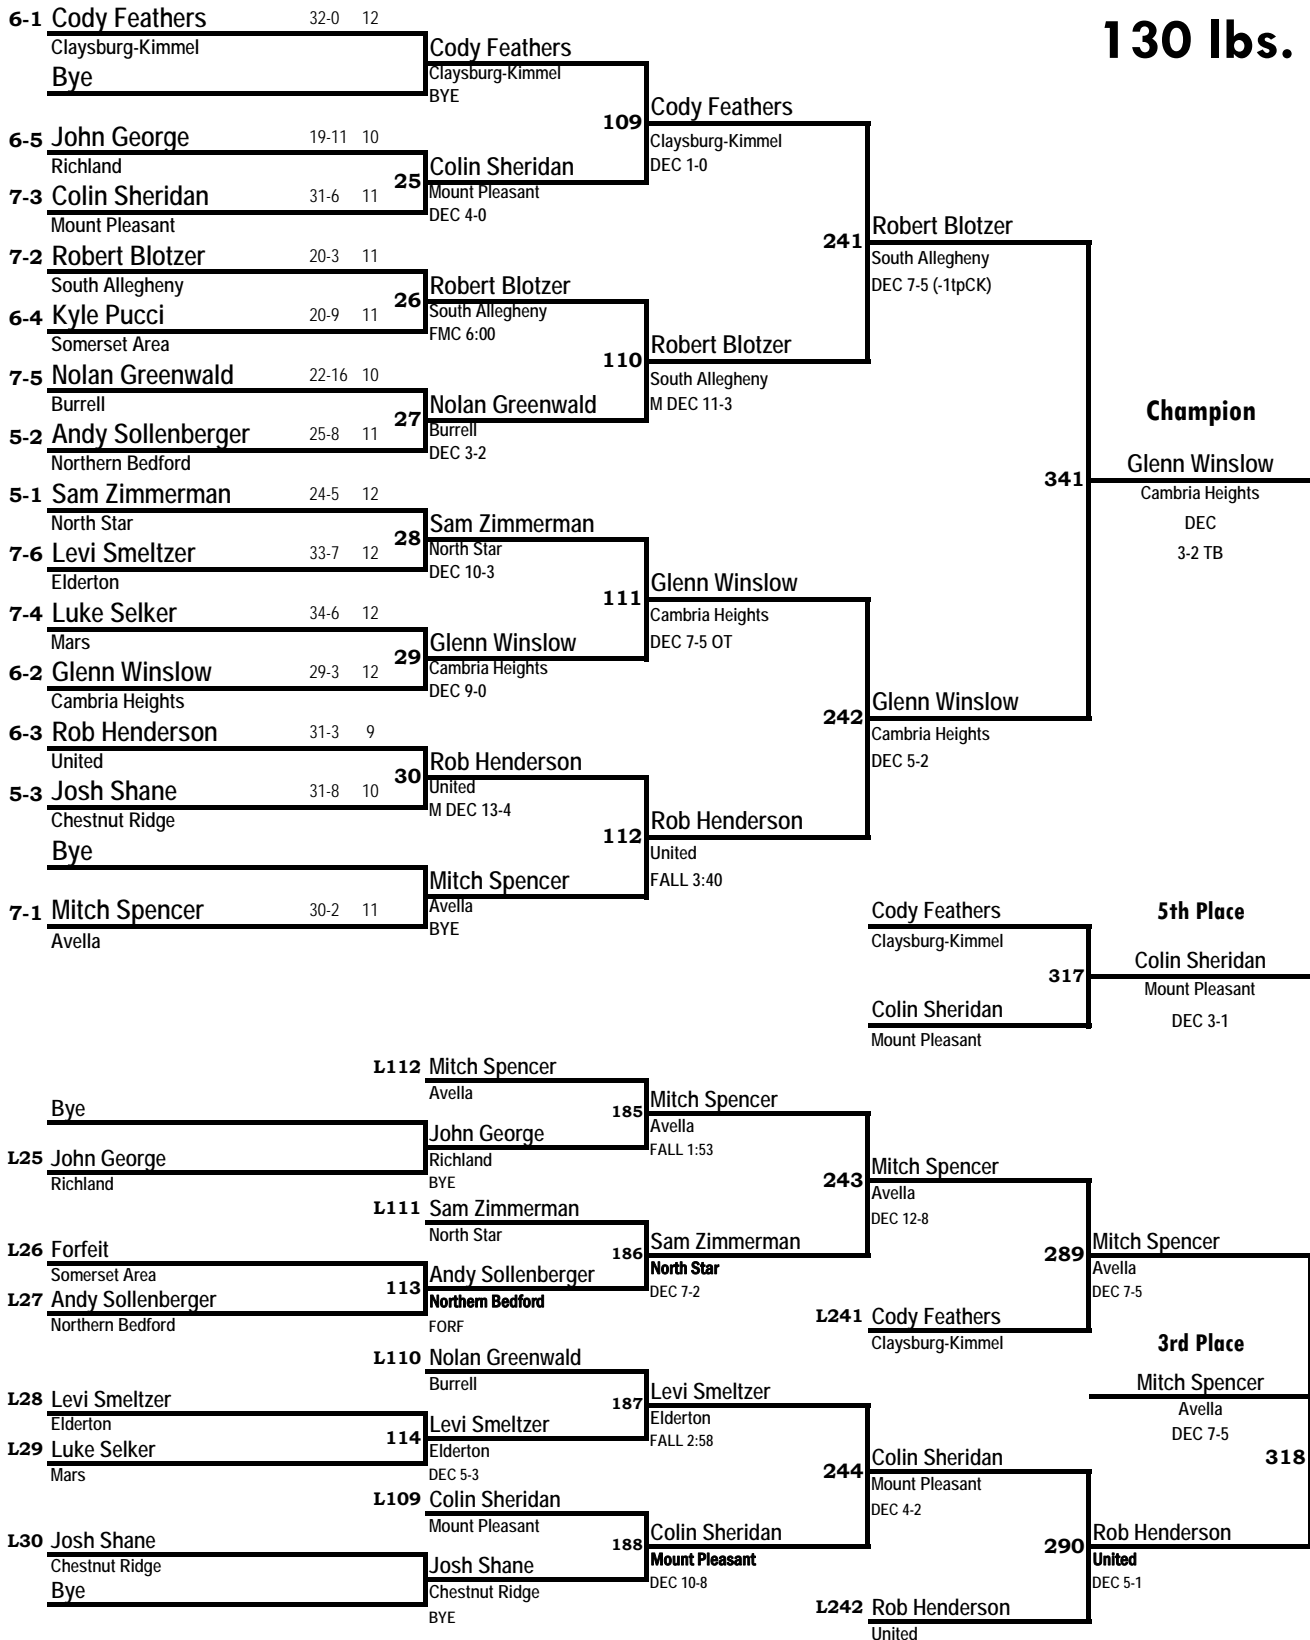 130 lbs.
6-1 Cody Feathers 32-0 12
Claysburg-Kimmel
Bye
6-5 John George 19-11 10
Richland
7-3 Colin Sheridan 31-6 11
Mount Pleasant
7-2 Robert Blotzer 20-3 11
South Allegheny
6-4 Kyle Pucci 20-9 11
Somerset Area
7-5 Nolan Greenwald 22-16 10
Burrell
5-2 Andy Sollenberger 25-8 11
Northern Bedford
5-1 Sam Zimmerman 24-5 12
North Star
7-6 Levi Smeltzer 33-7 12
Elderton
7-4 Luke Selker 34-6 12
Mars
6-2 Glenn Winslow 29-3 12
Cambria Heights
6-3 Rob Henderson 31-3 9
United
5-3 Josh Shane 31-8 10
Chestnut Ridge
Bye
7-1 Mitch Spencer 30-2 11
Avella
Cody Feathers
Claysburg-Kimmel
BYE
25 Colin Sheridan
Mount Pleasant
DEC 4-0
26 Robert Blotzer
South Allegheny
FMC 6:00
27 Nolan Greenwald
Burrell
DEC 3-2
28 Sam Zimmerman
North Star
DEC 10-3
29 Glenn Winslow
Cambria Heights
DEC 9-0
30 Rob Henderson
United
M DEC 13-4
Mitch Spencer
Avella
BYE
109 Cody Feathers
Claysburg-Kimmel
DEC 1-0
110 Robert Blotzer
South Allegheny
M DEC 11-3
111 Glenn Winslow
Cambria Heights
DEC 7-5 OT
112 Rob Henderson
United
FALL 3:40
241 Robert Blotzer
South Allegheny
DEC 7-5 (-1tpCK)
242 Glenn Winslow
Cambria Heights
DEC 5-2
341
Champion
Glenn Winslow
Cambria Heights
DEC
3-2 TB
Cody Feathers
Claysburg-Kimmel
317
Colin Sheridan
Mount Pleasant
5th Place
Colin Sheridan
Mount Pleasant
DEC 3-1
Bye
L25 John George
Richland
L26 Forfeit
Somerset Area
L27 Andy Sollenberger
Northern Bedford
L28 Levi Smeltzer
Elderton
L29 Luke Selker
Mars
L30 Josh Shane
Chestnut Ridge
Bye
L112 Mitch Spencer
Avella
John George
Richland
BYE
L111 Sam Zimmerman
North Star
113 Andy Sollenberger
Northern Bedford
FORF
L110 Nolan Greenwald
Burrell
114 Levi Smeltzer
Elderton
DEC 5-3
L109 Colin Sheridan
Mount Pleasant
Josh Shane
Chestnut Ridge
BYE
185 Mitch Spencer
Avella
FALL 1:53
186 Sam Zimmerman
North Star
DEC 7-2
187 Levi Smeltzer
Elderton
FALL 2:58
188 Colin Sheridan
Mount Pleasant
DEC 10-8
243 Mitch Spencer
Avella
DEC 12-8
L241 Cody Feathers
Claysburg-Kimmel
244 Colin Sheridan
Mount Pleasant
DEC 4-2
L242 Rob Henderson
United
289 Mitch Spencer
Avella
DEC 7-5
290 Rob Henderson
United
DEC 5-1
3rd Place
Mitch Spencer
Avella
DEC 7-5
318